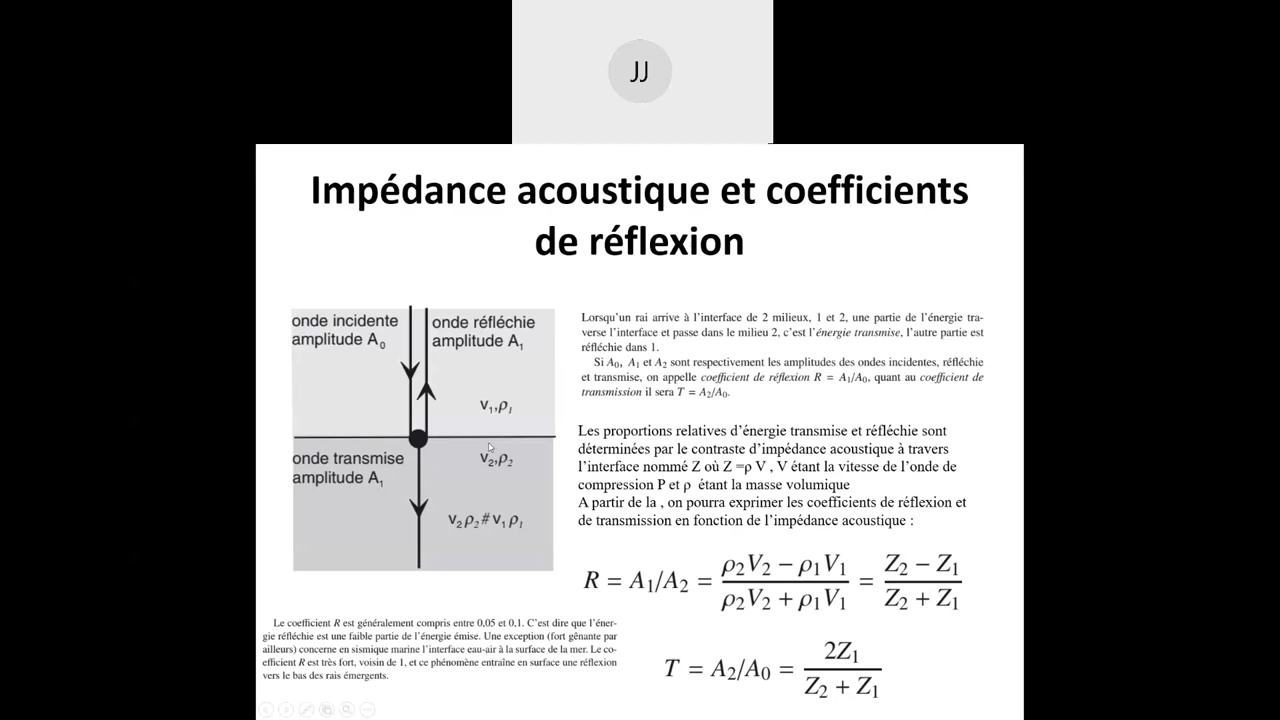 JJ
Impédance acoustique et coefficients
de réflexion
onde incidente
amplitude A₀
onde réfléchie
amplitude A₁
v₁,ρ₁
onde transmise
amplitude A₁
v₂,ρ₂
v₂ρ₂#v₁ρ₁
Lorsqu'un rai arrive à l'interface de 2 milieux, 1 et 2, une partie de l'énergie tra-
verse l'interface et passe dans le milieu 2, c'est l'énergie transmise, l'autre partie est
réfléchie dans 1.
Si A₀, A₁ et A₂ sont respectivement les amplitudes des ondes incidentes, réfléchie
et transmise, on appelle coefficient de réflexion R = A₁/A₀, quant au coefficient de
transmission il sera T = A₂/A₀.
Les proportions relatives d'énergie transmise et réfléchie sont
déterminées par le contraste d'impédance acoustique à travers
l'interface nommé Z où Z =ρ V , V étant la vitesse de l'onde de
compression P et ρ étant la masse volumique
A partir de la , on pourra exprimer les coefficients de réflexion et
de transmission en fonction de l'impédance acoustique :
R = A₁/A₂ = (ρ₂V₂ − ρ₁V₁)/(ρ₂V₂ + ρ₁V₁) = (Z₂ − Z₁)/(Z₂ + Z₁)
T = A₂/A₀ = 2Z₁/(Z₂ + Z₁)
Le coefficient R est généralement compris entre 0,05 et 0,1. C'est dire que l'éner-
gie réfléchie est une faible partie de l'énergie émise. Une exception (fort gênante par
ailleurs) concerne en sismique marine l'interface eau-air à la surface de la mer. Le co-
efficient R est très fort, voisin de 1, et ce phénomène entraîne en surface une réflexion
vers le bas des rais émergents.